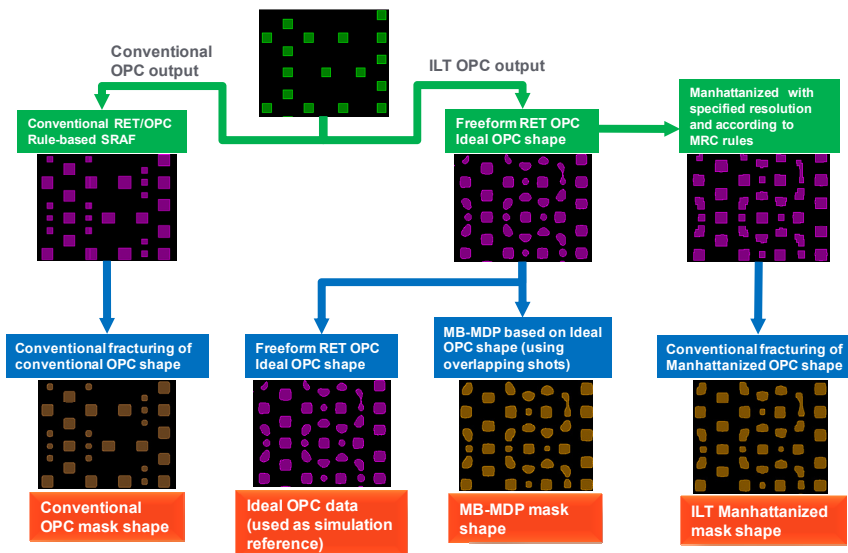 Conventional
OPC output
ILT OPC output
Conventional RET/OPC
Rule-based SRAF
Freeform RET OPC
Ideal OPC shape
Manhattanized with
specified resolution
and according to
MRC rules
Conventional fracturing of
conventional OPC shape
Freeform RET OPC
Ideal OPC shape
MB-MDP based on Ideal
OPC shape (using
overlapping shots)
Conventional fracturing of
Manhattanized OPC shape
Conventional
OPC mask shape
Ideal OPC data
(used as simulation
reference)
MB-MDP mask
shape
ILT Manhattanized
mask shape